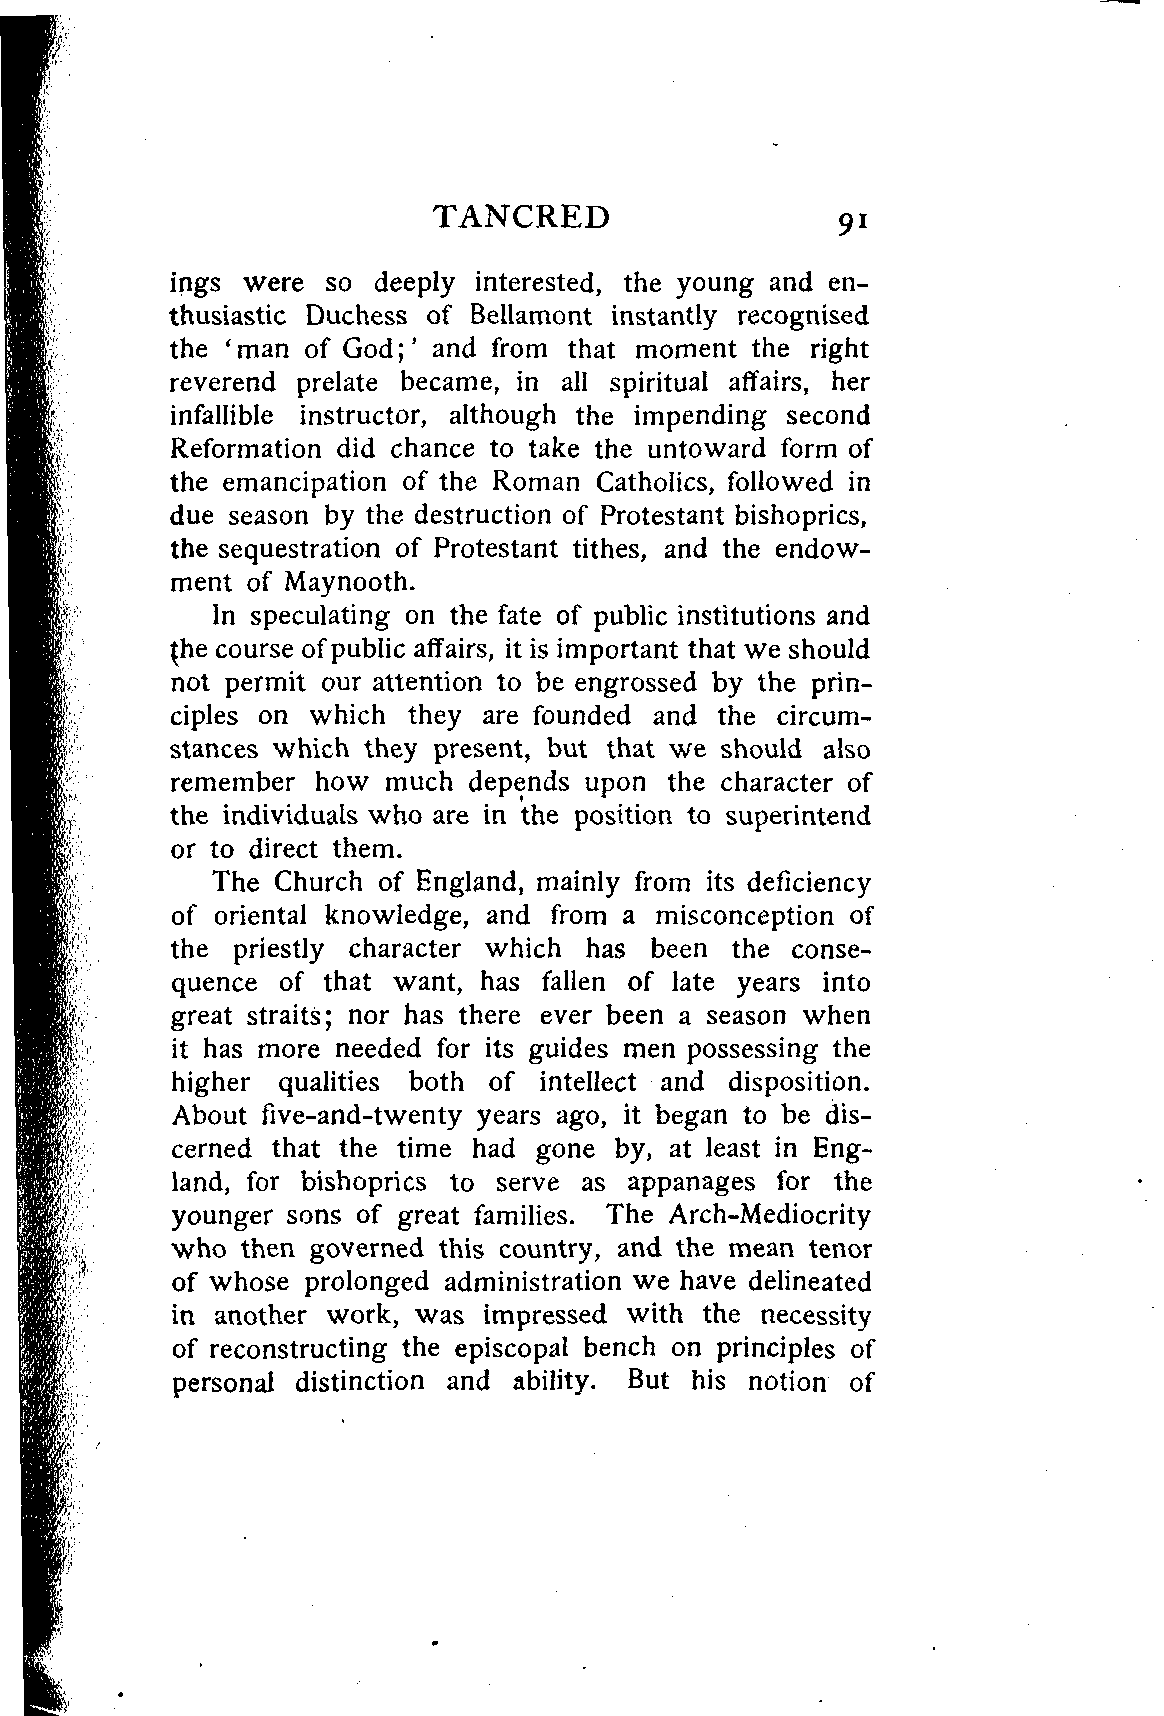 TANCRED 91
ings were so deeply interested, the young and en-
thusiastic Duchess of Bellamont instantly recognised
the ‘man of God;’ and from that moment the right
reverend prelate became, in all spiritual affairs, her
infallible instructor, although the impending second
Reformation did chance to take the untoward form of
the emancipation of the Roman Catholics, followed in
due season by the destruction of Protestant bishoprics,
the sequestration of Protestant tithes, and the endow-
ment of Maynooth.
In speculating on the fate of public institutions and
the course of public affairs, it is important that we should
not permit our attention to be engrossed by the prin-
ciples on which they are founded and the circum-
stances which they present, but that we should also
remember how much depends upon the character of
the individuals who are in the position to superintend
or to direct them.
The Church of England, mainly from its deficiency
of oriental knowledge, and from a misconception of
the priestly character which has been the conse-
quence of that want, has fallen of late years into
great straits; nor has there ever been a season when
it has more needed for its guides men possessing the
higher qualities both of intellect and disposition.
About five-and-twenty years ago, it began to be dis-
cerned that the time had gone by, at least in Eng-
land, for bishoprics to serve as appanages for the
younger sons of great families. The Arch-Mediocrity
who then governed this country, and the mean tenor
of whose prolonged administration we have delineated
in another work, was impressed with the necessity
of reconstructing the episcopal bench on principles of
personal distinction and ability. But his notion of